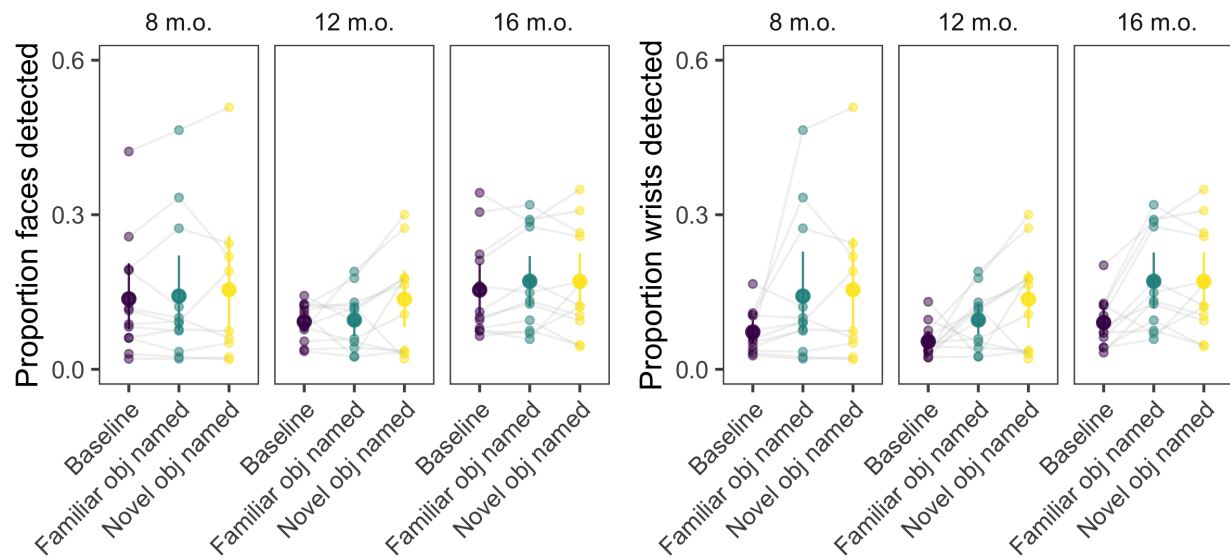 8 m.o.
12 m.o.
16 m.o.
Proportion faces detected
0.6
0.3
0.0
Baseline
Familiar obj named
Novel obj named
Baseline
Familiar obj named
Novel obj named
Baseline
Familiar obj named
Novel obj named
8 m.o.
12 m.o.
16 m.o.
Proportion wrists detected
0.6
0.3
0.0
Baseline
Familiar obj named
Novel obj named
Baseline
Familiar obj named
Novel obj named
Baseline
Familiar obj named
Novel obj named